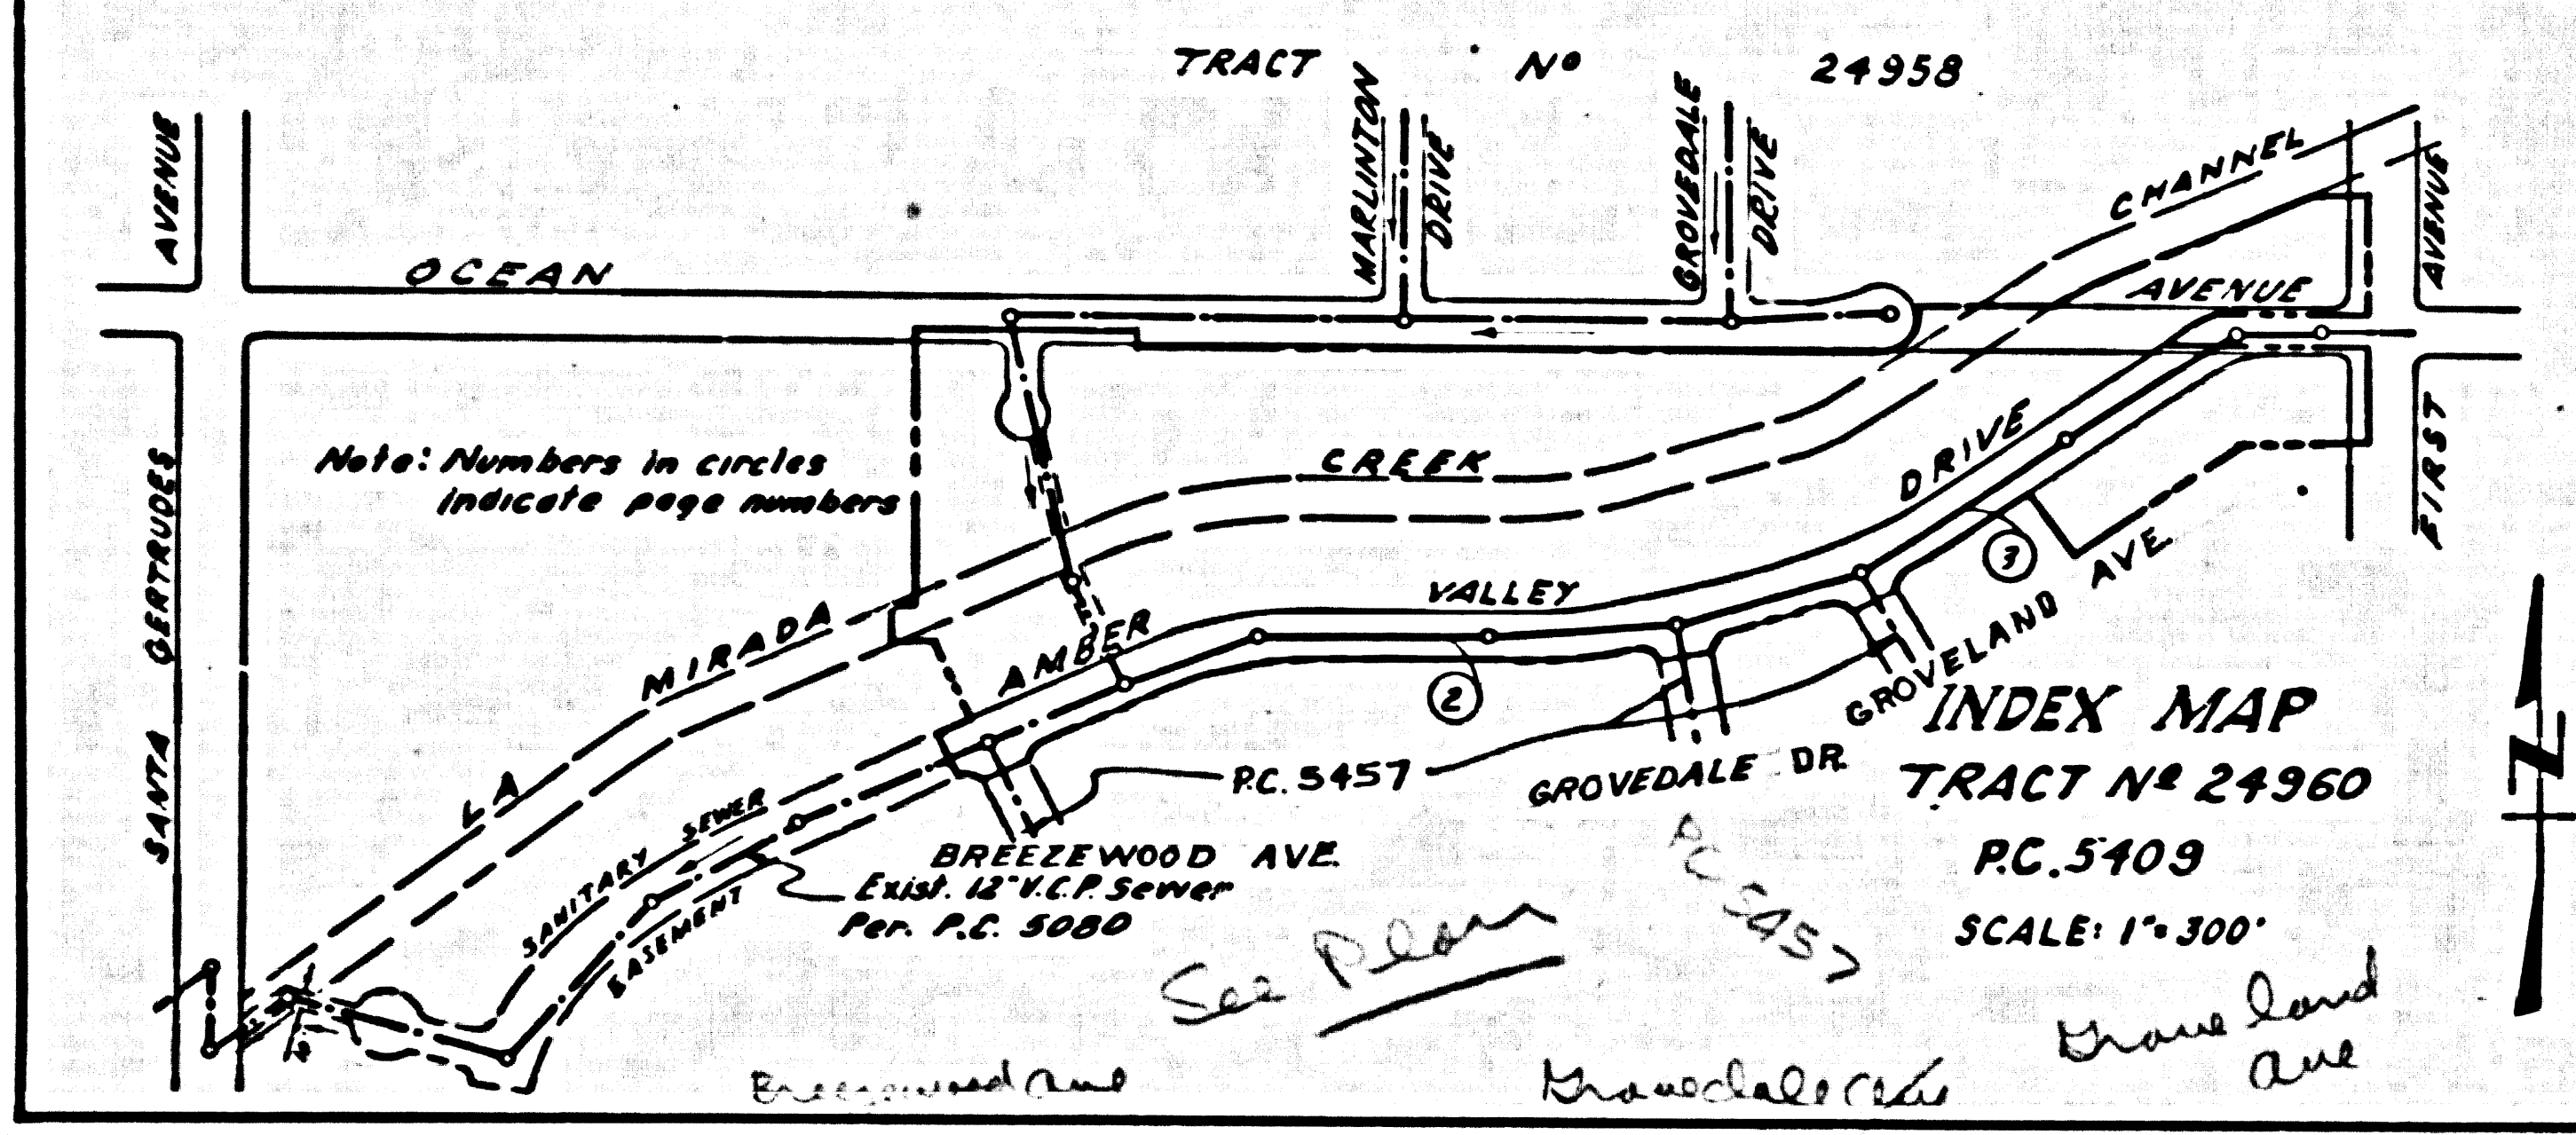 TRACT Nº 24958
AVENUE
MARLINTON
DRIVE
GROVEDALE
DRIVE
CHANNEL
AVENUE
OCEAN
AVENUE
Note: Numbers in circles
indicate page numbers
CREEK
DRIVE
FIRST
SANTA GERTRUDES
3
GROVELAND AVE.
VALLEY
MIRADA
AMBER
2
LA
INDEX MAP
TRACT Nº 24960
P.C. 5409
SCALE: 1"=300'
P.C. 5457
GROVEDALE DR.
SANITARY SEWER
EASEMENT
BREEZEWOOD AVE.
Exist. 12" V.C.P. Sewer
Per. P.C. 5080
PC 5457
See Plan
Breezewood Ave
Grovedale
Groveland
Ave
N